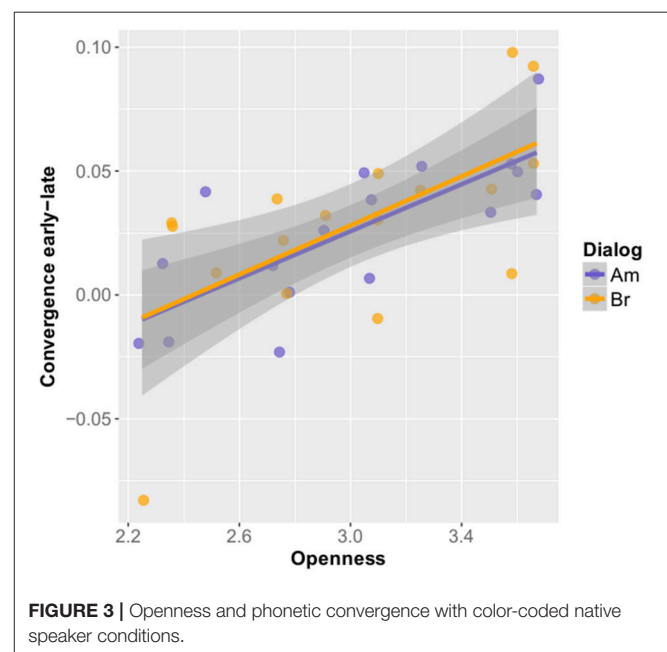 0.10
0.05
0.00
−0.05
Convergence early−late
2.2
2.6
3.0
3.4
Openness
Dialog
Am
Br
FIGURE 3 | Openness and phonetic convergence with color-coded native
speaker conditions.